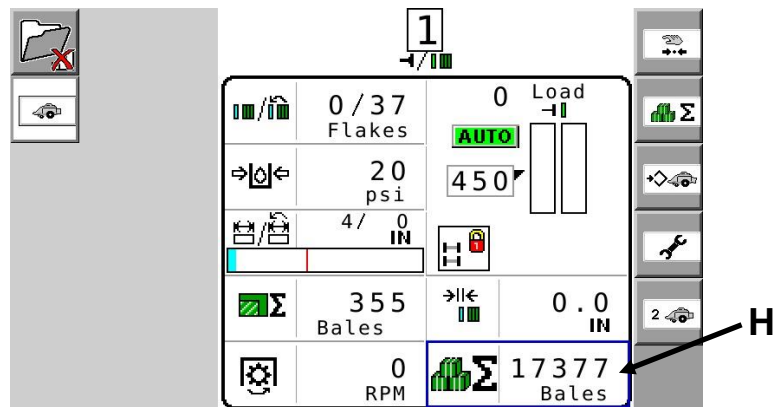 1
0/37
Flakes
0 Load
AUTO
20
psi
450
4/ 0
IN
1
355
Bales
0.0
IN
2
H
0
RPM
Σ
17377
Bales